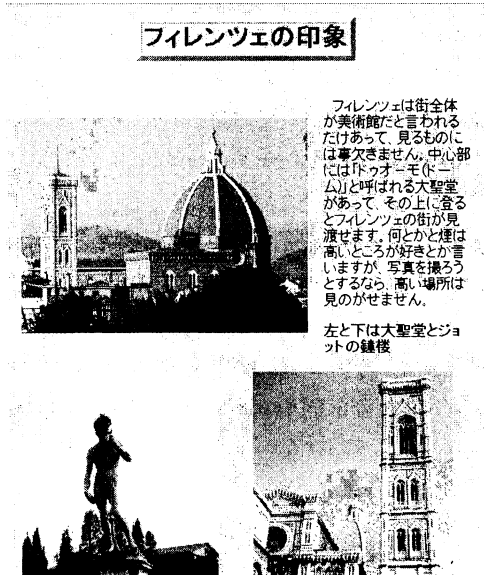 フィレンツェの印象
フィレンツェは街全体
が美術館だと言われる
だけあって、見るものに
は事欠きません。中心部
には「ドゥオーモ(ドー
ム)」と呼ばれる大聖堂
があって、その上に登る
とフィレンツェの街が見
渡せます。何とかと煙は
高いところが好きとか言
いますが、写真を撮ろう
とするなら、高い場所は
見のがせません。
左と下は大聖堂とジョ
ットの鐘楼